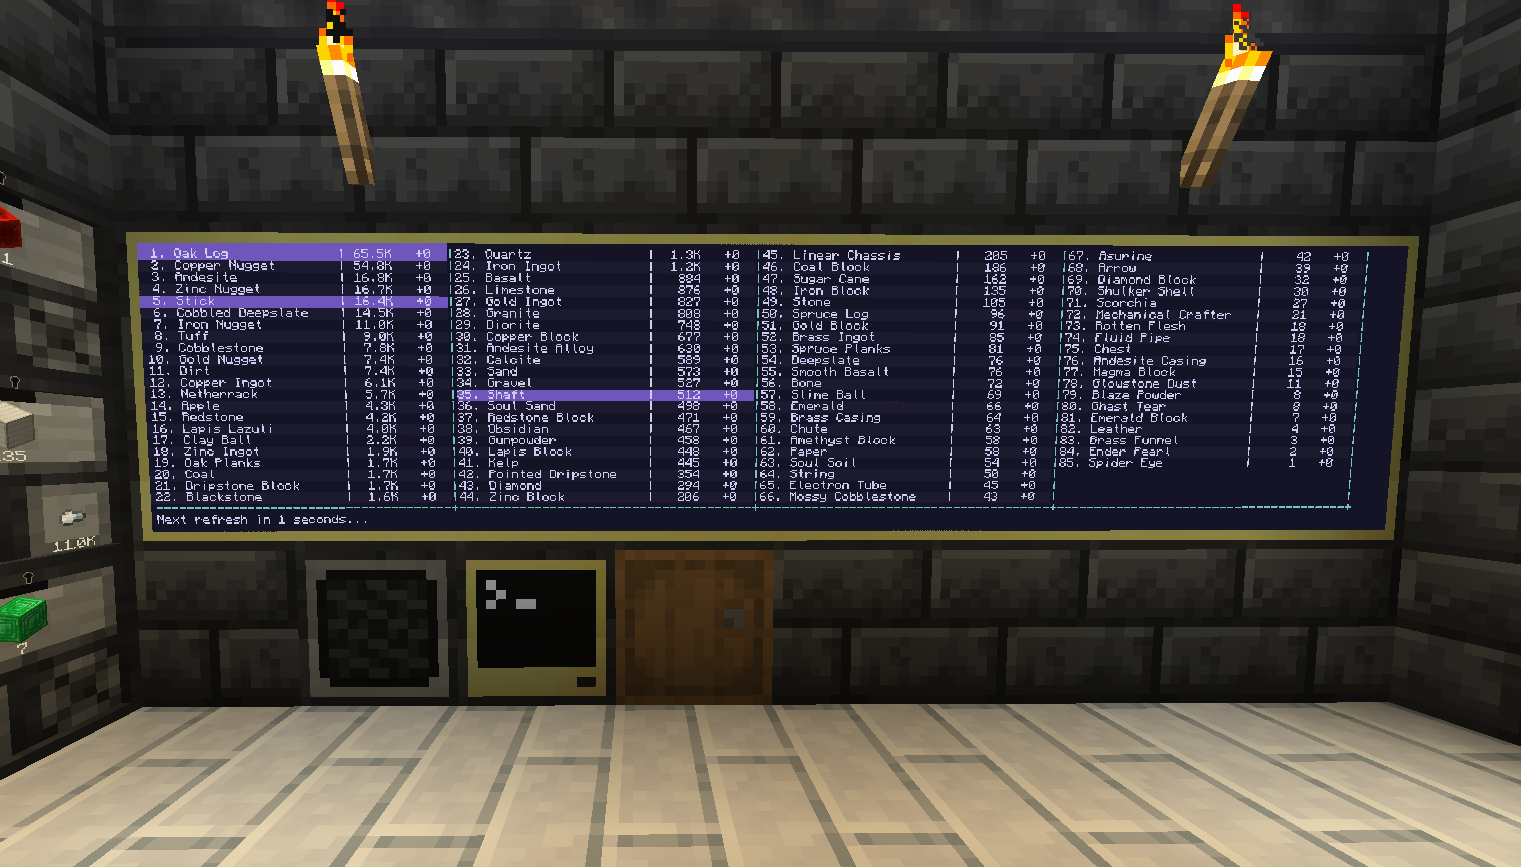 1. Oak Log | 65.5K +0
2. Copper Nugget | 54.8K +0
3. Andesite | 16.8K +0
4. Zinc Nugget | 16.7K +0
5. Stick | 16.4K +0
6. Cobbled Deepslate | 14.5K +0
7. Iron Nugget | 11.0K +0
8. Tuff | 9.0K +0
9. Cobblestone | 7.8K +0
10. Gold Nugget | 7.4K +0
11. Dirt | 7.4K +0
12. Copper Ingot | 6.1K +0
13. Netherrack | 5.7K +0
14. Apple | 4.3K +0
15. Redstone | 4.2K +0
16. Lapis Lazuli | 4.0K +0
17. Clay Ball | 2.2K +0
18. Zinc Ingot | 1.9K +0
19. Oak Planks | 1.7K +0
20. Coal | 1.7K +0
21. Dripstone Block | 1.7K +0
22. Blackstone | 1.6K +0
23. Quartz | 1.3K +0
24. Iron Ingot | 1.2K +0
25. Basalt | 884 +0
26. Limestone | 876 +0
27. Gold Ingot | 827 +0
28. Granite | 808 +0
29. Diorite | 748 +0
30. Copper Block | 677 +0
31. Andesite Alloy | 630 +0
32. Calcite | 589 +0
33. Sand | 573 +0
34. Gravel | 527 +0
35. Shaft | 512 +0
36. Soul Sand | 498 +0
37. Redstone Block | 471 +0
38. Obsidian | 467 +0
39. Gunpowder | 458 +0
40. Lapis Block | 448 +0
41. Kelp | 445 +0
42. Pointed Dripstone | 354 +0
43. Diamond | 294 +0
44. Zinc Block | 206 +0
45. Linear Chassis | 205 +0
46. Coal Block | 186 +0
47. Sugar Cane | 162 +0
48. Iron Block | 135 +0
49. Stone | 105 +0
50. Spruce Log | 96 +0
51. Gold Block | 91 +0
52. Brass Ingot | 85 +0
53. Spruce Planks | 81 +0
54. Deepslate | 76 +0
55. Smooth Basalt | 76 +0
56. Bone | 72 +0
57. Slime Ball | 69 +0
58. Emerald | 66 +0
59. Brass Casing | 64 +0
60. Chute | 63 +0
61. Amethyst Block | 58 +0
62. Paper | 58 +0
63. Soul Soil | 54 +0
64. String | 50 +0
65. Electron Tube | 45 +0
66. Mossy Cobblestone | 43 +0
67. Asurine | 42 +0
68. Arrow | 39 +0
69. Diamond Block | 32 +0
70. Shulker Shell | 30 +0
71. Scorchia | 27 +0
72. Mechanical Crafter | 21 +0
73. Rotten Flesh | 18 +0
74. Fluid Pipe | 18 +0
75. Chest | 17 +0
76. Andesite Casing | 16 +0
77. Magma Block | 15 +0
78. Glowstone Dust | 11 +0
79. Blaze Powder | 8 +0
80. Ghast Tear | 8 +0
81. Emerald Block | 7 +0
82. Leather | 4 +0
83. Brass Funnel | 3 +0
84. Ender Pearl | 2 +0
85. Spider Eye | 1 +0
Next refresh in 1 seconds...
1
135
11.0K
7